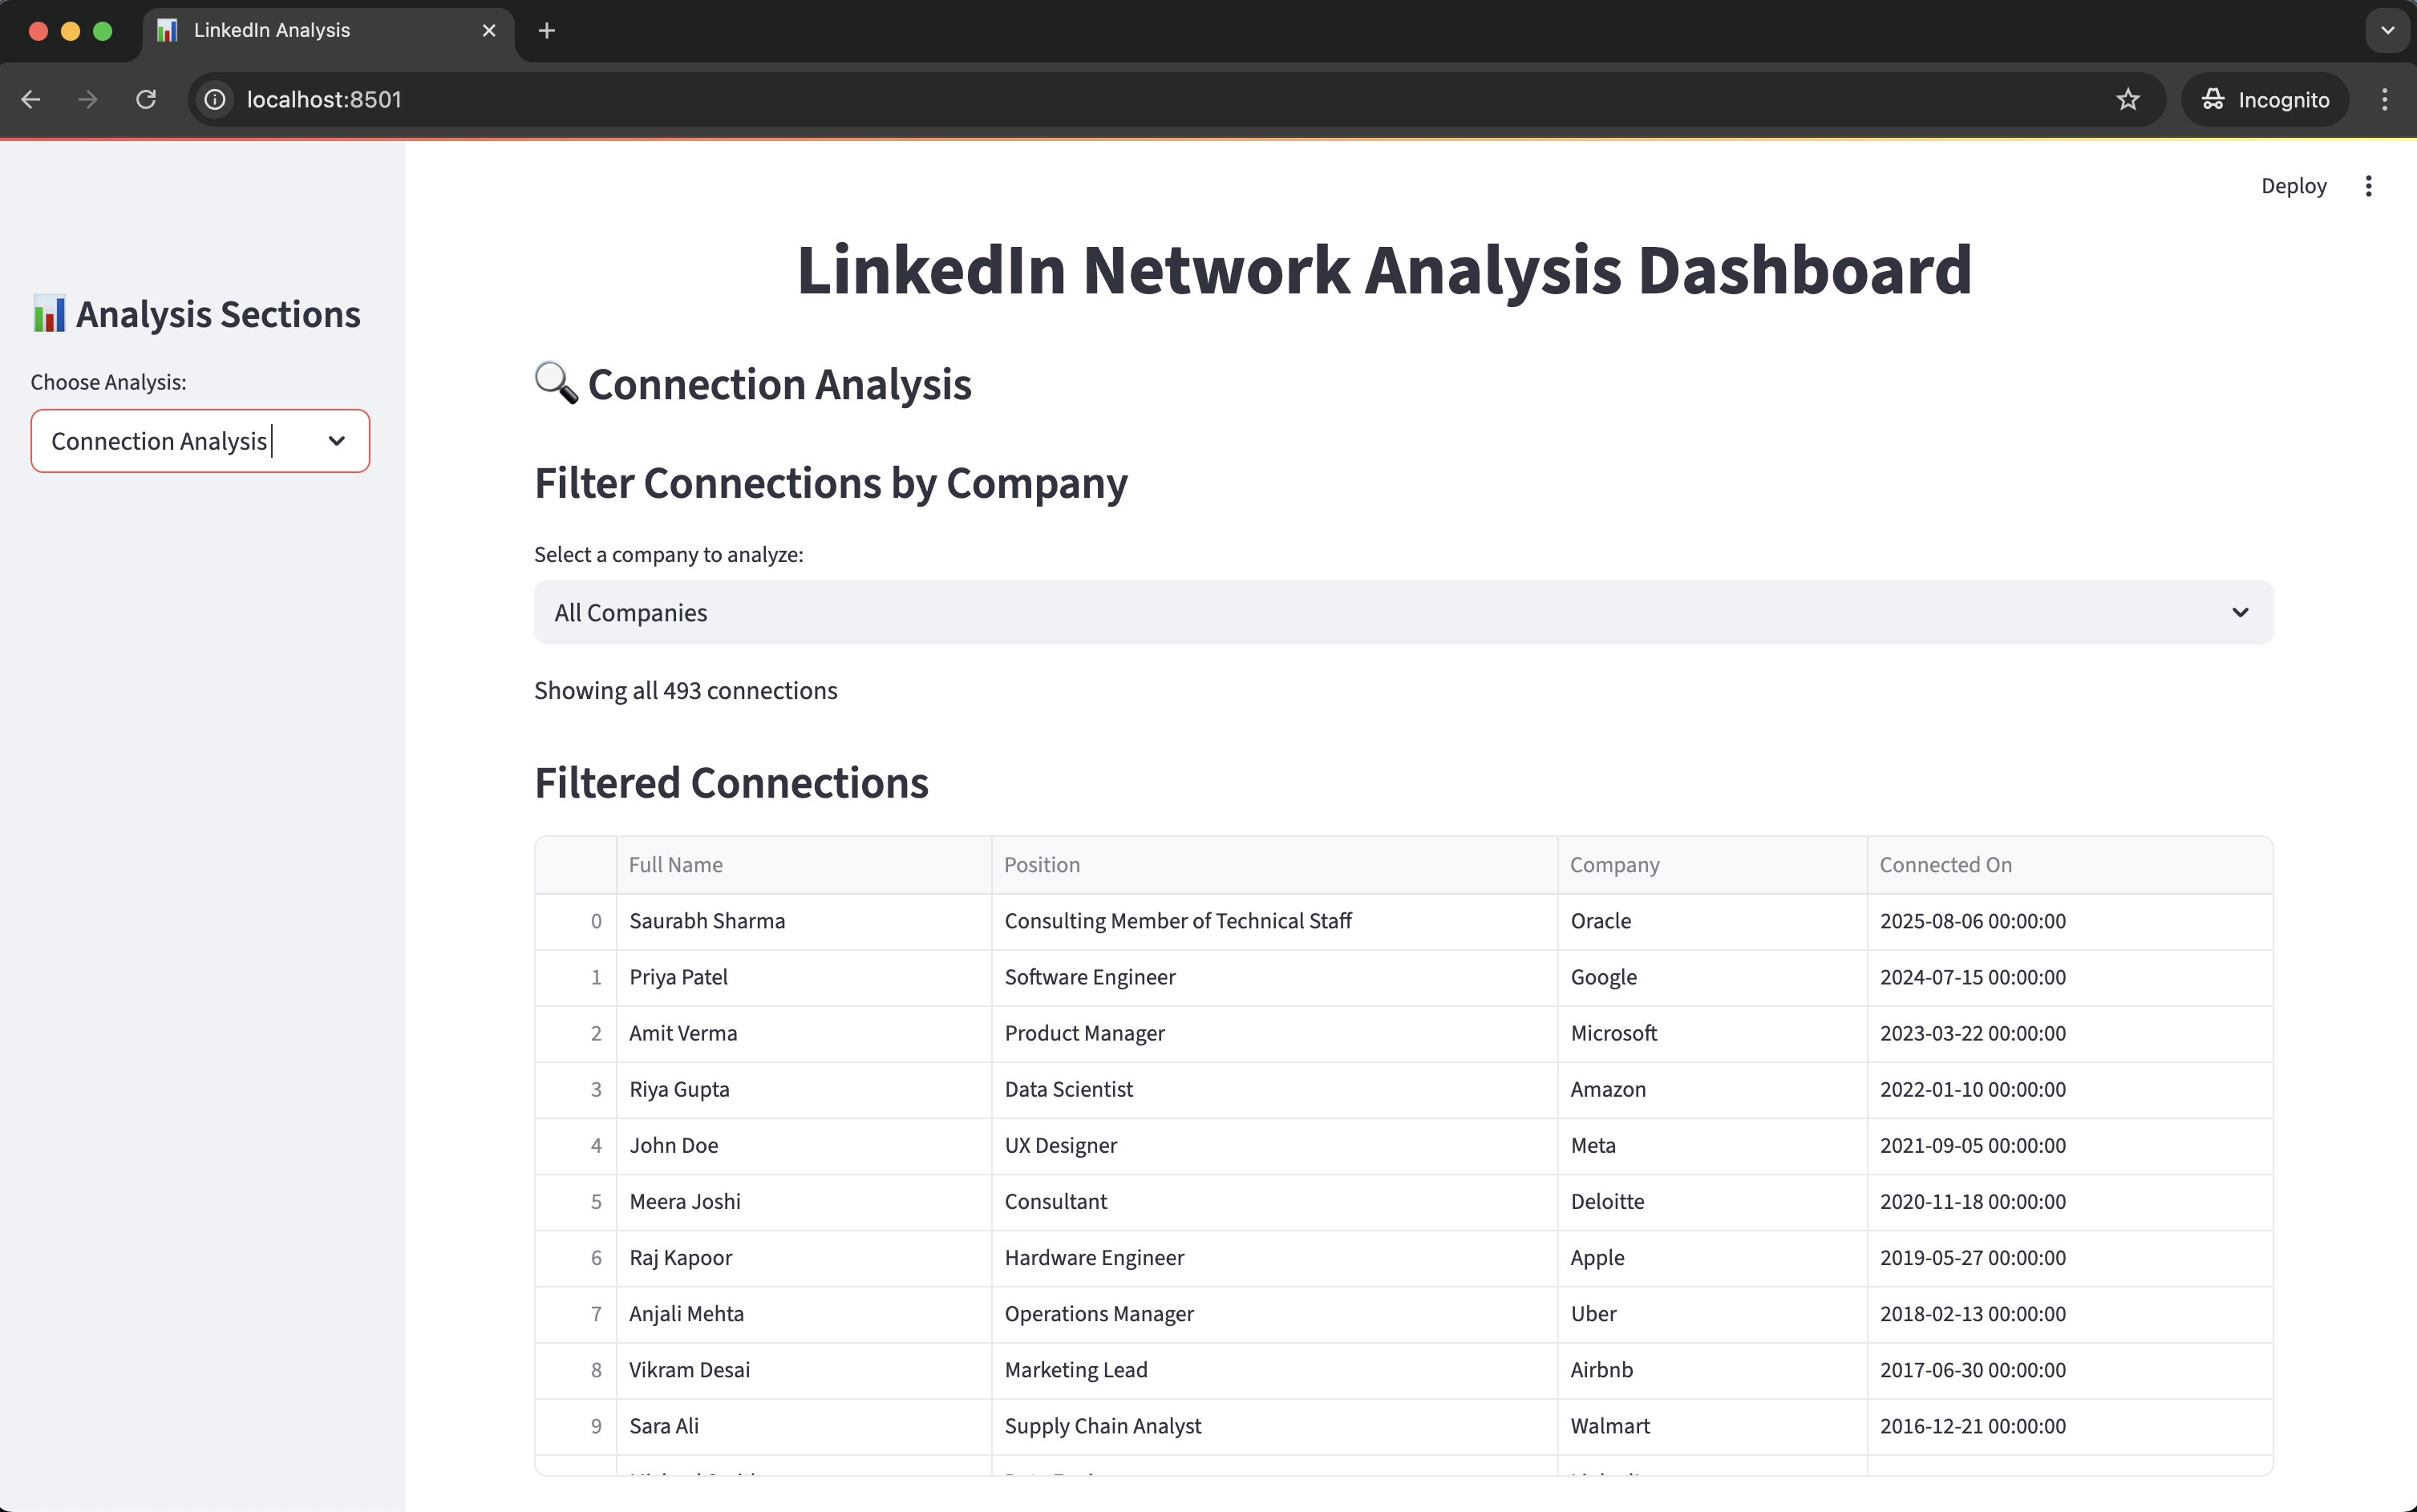 LinkedIn Analysis
localhost:8501
Incognito
Deploy
LinkedIn Network Analysis Dashboard
Analysis Sections
Choose Analysis:
Connection Analysis
Connection Analysis
Filter Connections by Company
Select a company to analyze:
All Companies
Showing all 493 connections
Filtered Connections
Full Name Position Company Connected On
0 Saurabh Sharma Consulting Member of Technical Staff Oracle 2025-08-06 00:00:00
1 Priya Patel Software Engineer Google 2024-07-15 00:00:00
2 Amit Verma Product Manager Microsoft 2023-03-22 00:00:00
3 Riya Gupta Data Scientist Amazon 2022-01-10 00:00:00
4 John Doe UX Designer Meta 2021-09-05 00:00:00
5 Meera Joshi Consultant Deloitte 2020-11-18 00:00:00
6 Raj Kapoor Hardware Engineer Apple 2019-05-27 00:00:00
7 Anjali Mehta Operations Manager Uber 2018-02-13 00:00:00
8 Vikram Desai Marketing Lead Airbnb 2017-06-30 00:00:00
9 Sara Ali Supply Chain Analyst Walmart 2016-12-21 00:00:00